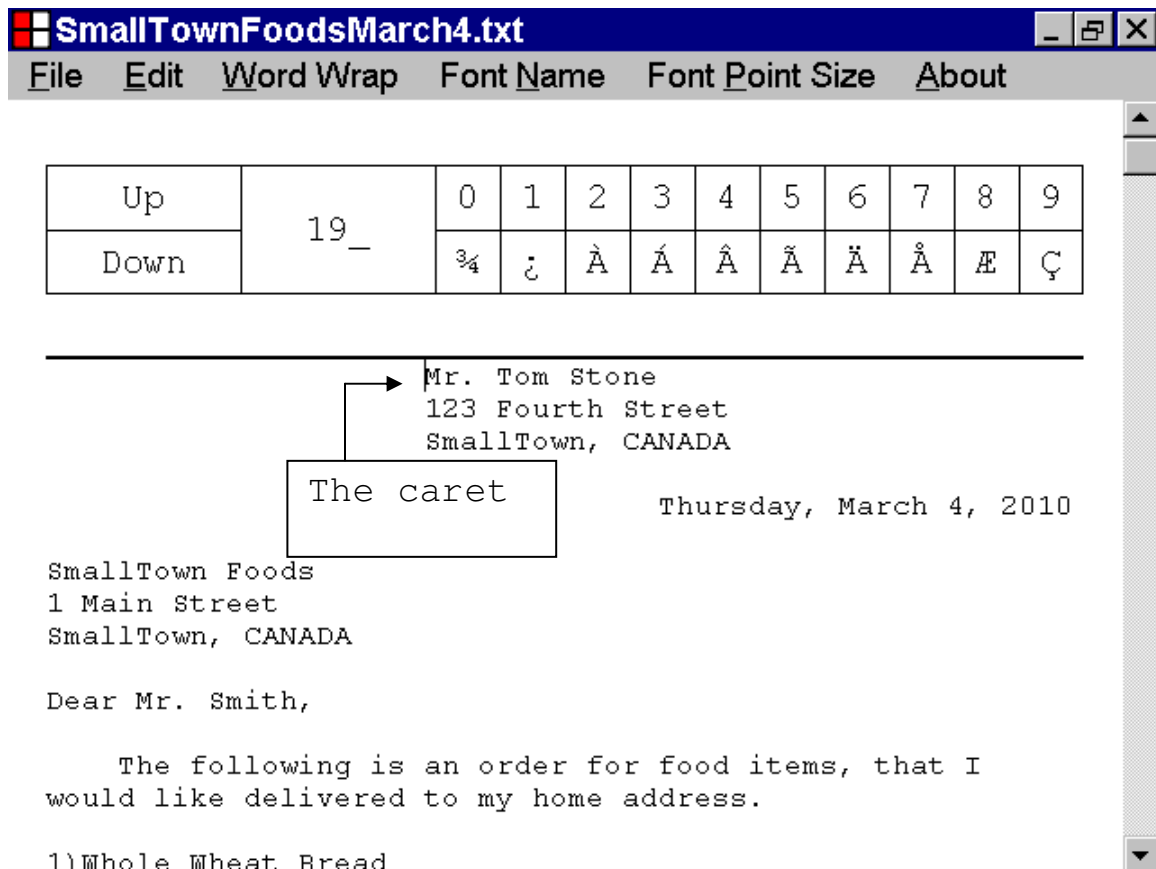 SmallTownFoodsMarch4.txt
File Edit Word Wrap Font Name Font Point Size About
Up 19_ 0 1 2 3 4 5 6 7 8 9
Down ¾ ¿ À Á Â Ã Ä Å Æ Ç
Mr. Tom Stone
123 Fourth Street
SmallTown, CANADA
The caret
Thursday, March 4, 2010
SmallTown Foods
1 Main Street
SmallTown, CANADA
Dear Mr. Smith,
The following is an order for food items, that I
would like delivered to my home address.
1)Whole Wheat Bread